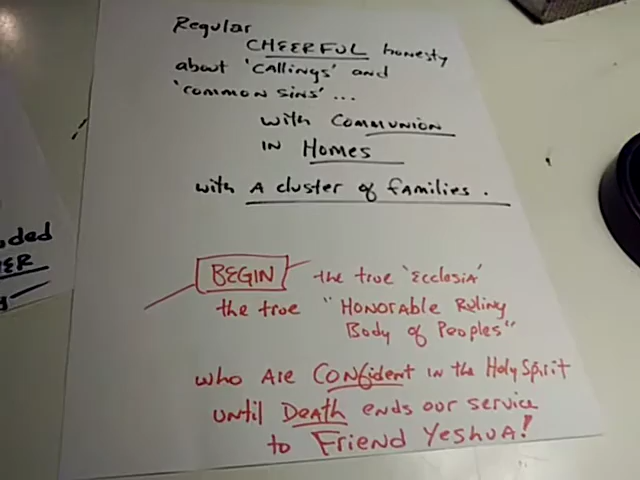 Regular
CHEERFUL honesty
about 'callings' and
'common sins'...
with Communion
in Homes
with A cluster of families.
BEGIN the true 'Ecclesia'
the true "Honorable Ruling
Body of Peoples"
who Are Confident in the Holy Spirit
until Death ends our service
to Friend Yeshua!
ded
ER